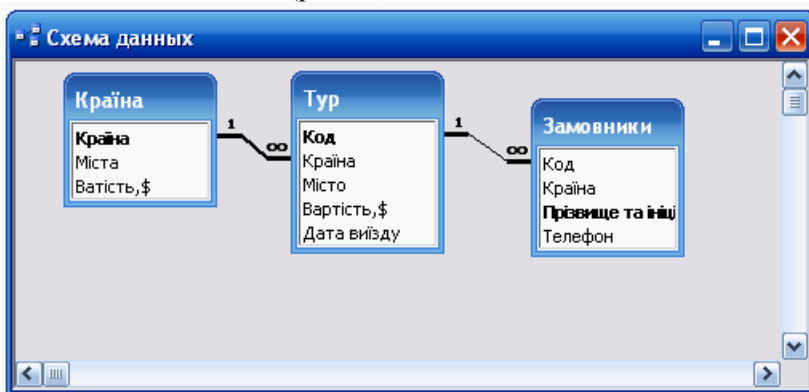 Схема данных
Країна
Країна
Міста
Ватість,$
1
∞
Тур
Код
Країна
Місто
Вартість,$
Дата виїзду
1
∞
Замовники
Код
Країна
Прізвище та ініці
Телефон